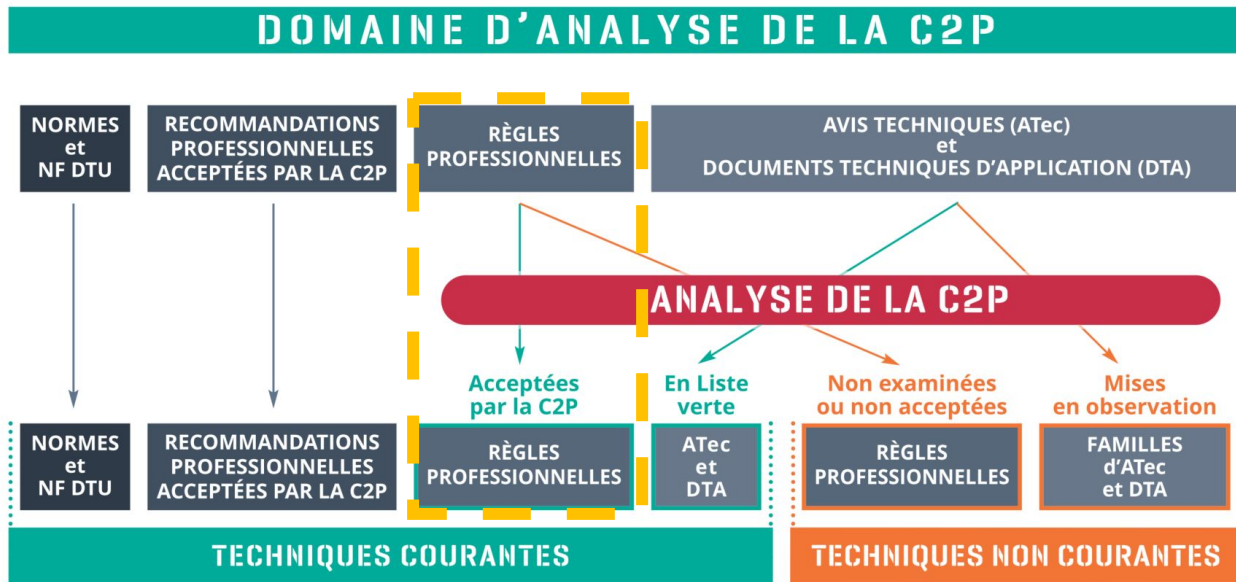 DOMAINE D'ANALYSE DE LA C2P
NORMES
et
NF DTU
RECOMMANDATIONS
PROFESSIONNELLES
ACCEPTÉES PAR LA C2P
RÈGLES
PROFESSIONNELLES
AVIS TECHNIQUES (ATec)
et
DOCUMENTS TECHNIQUES D'APPLICATION (DTA)
ANALYSE DE LA C2P
Acceptées
par la C2P
En Liste
verte
Non examinées
ou non acceptées
Mises
en observation
NORMES
et
NF DTU
RECOMMANDATIONS
PROFESSIONNELLES
ACCEPTÉES PAR LA C2P
RÈGLES
PROFESSIONNELLES
ATec
et
DTA
RÈGLES
PROFESSIONNELLES
FAMILLES
d'ATec
et DTA
TECHNIQUES COURANTES
TECHNIQUES NON COURANTES